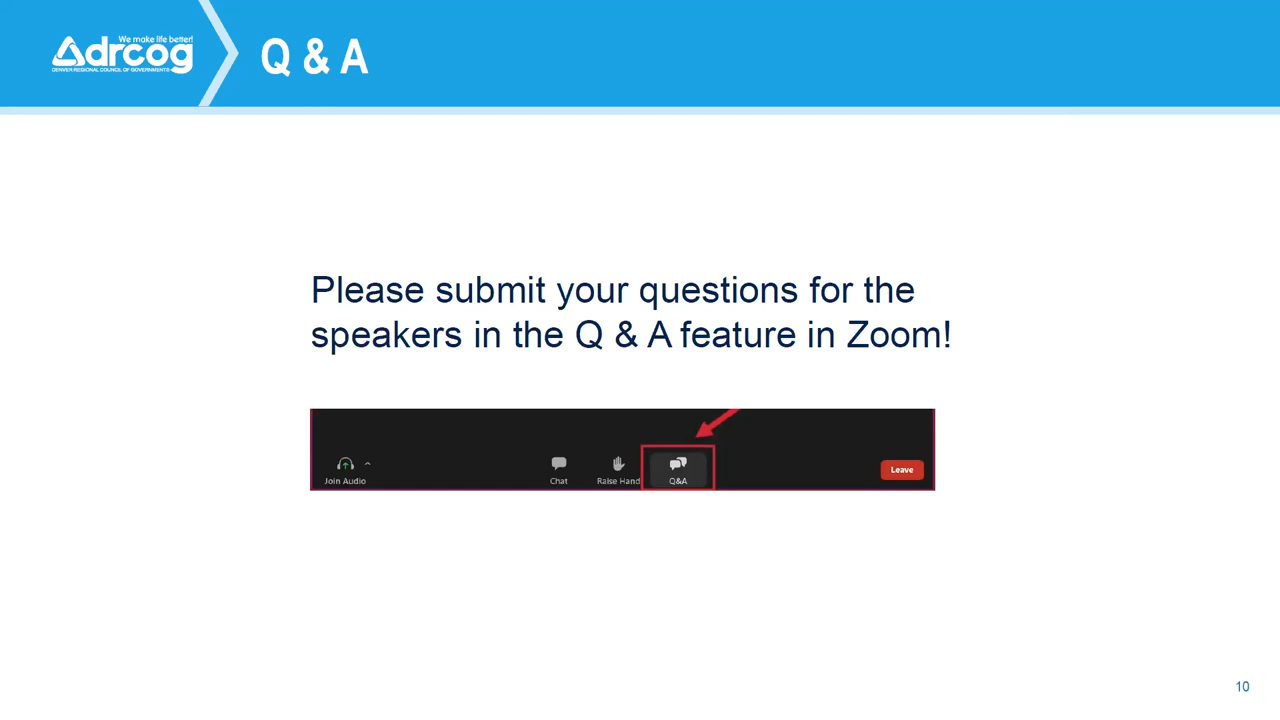 We make life better!
drcog
DENVER REGIONAL COUNCIL OF GOVERNMENTS
Q & A
Please submit your questions for the
speakers in the Q & A feature in Zoom!
Join Audio
Chat
Raise Hand
Q&A
Leave
10